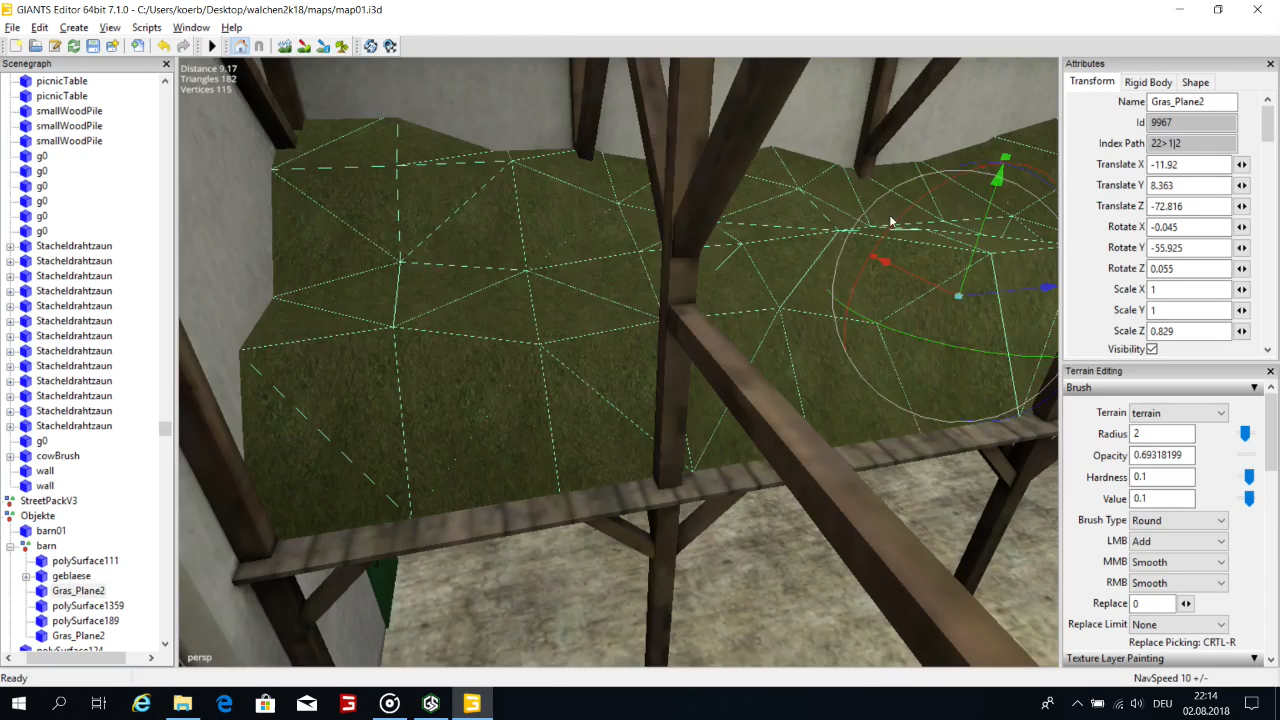 GIANTS Editor 64bit 7.1.0 - C:/Users/koerb/Desktop/walchen2k18/maps/map01.i3d
File Edit Create View Scripts Window Help
Scenegraph
picnicTable
picnicTable
smallWoodPile
smallWoodPile
smallWoodPile
g0
g0
g0
g0
g0
g0
Stacheldrahtzaun
Stacheldrahtzaun
Stacheldrahtzaun
Stacheldrahtzaun
Stacheldrahtzaun
Stacheldrahtzaun
Stacheldrahtzaun
Stacheldrahtzaun
Stacheldrahtzaun
Stacheldrahtzaun
Stacheldrahtzaun
Stacheldrahtzaun
Stacheldrahtzaun
g0
cowBrush
wall
wall
StreetPackV3
Objekte
barn01
barn
polySurface111
geblaese
Gras_Plane2
polySurface1359
polySurface189
Gras_Plane2
polySurface124
Distance 9.17
Triangles 182
Vertices 115
persp
Attributes
Transform Rigid Body Shape
Name Gras_Plane2
Id 9967
Index Path 22>1|2
Translate X -11.92
Translate Y 8.363
Translate Z -72.816
Rotate X -0.045
Rotate Y -55.925
Rotate Z 0.055
Scale X 1
Scale Y 1
Scale Z 0.829
Visibility
Terrain Editing
Brush
Terrain terrain
Radius 2
Opacity 0.69318199
Hardness 0.1
Value 0.1
Brush Type Round
LMB Add
MMB Smooth
RMB Smooth
Replace 0
Replace Limit None
Replace Picking: CRTL-R
Texture Layer Painting
Ready
NavSpeed 10 +/-
DEU
22:14
02.08.2018